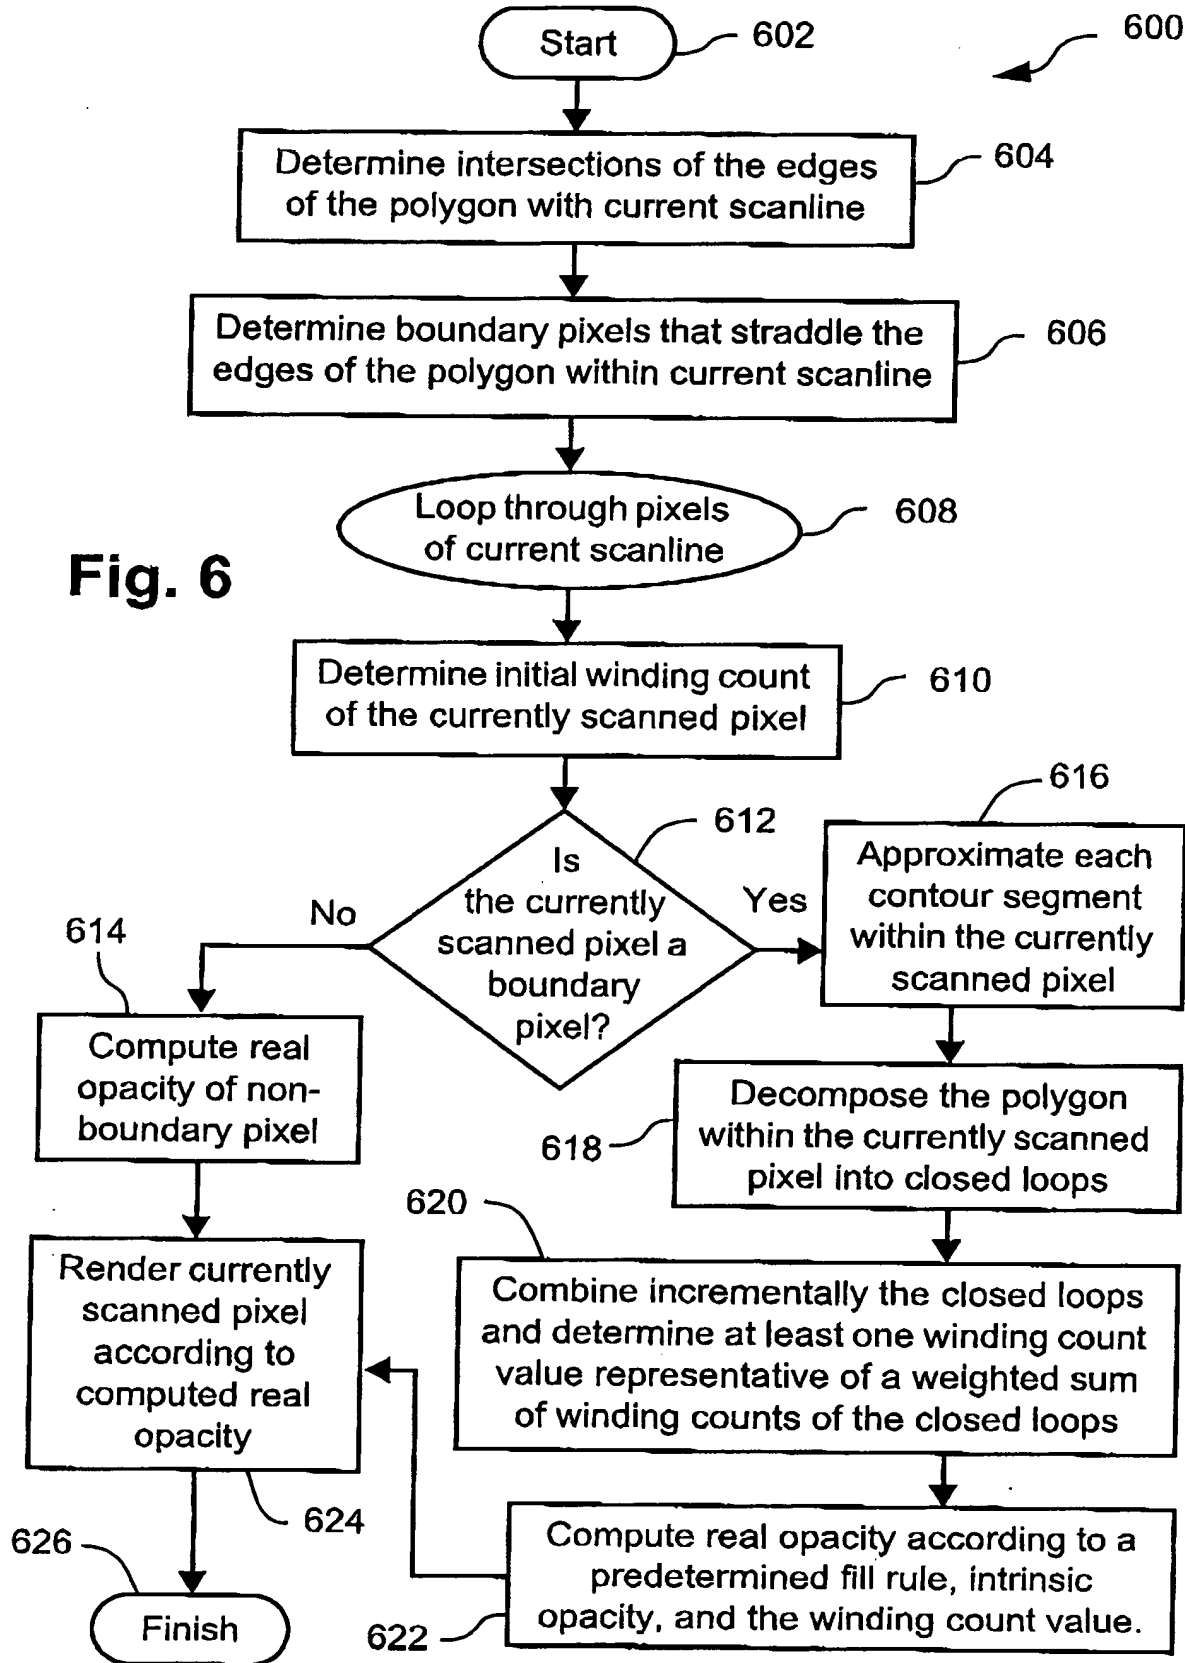 Start
602
600
Determine intersections of the edges
of the polygon with current scanline
604
Determine boundary pixels that straddle the
edges of the polygon within current scanline
606
Loop through pixels
of current scanline
608
Fig. 6
Determine initial winding count
of the currently scanned pixel
610
Is
the currently
scanned pixel a
boundary
pixel?
612
No
Yes
614
Compute real
opacity of non-
boundary pixel
616
Approximate each
contour segment
within the currently
scanned pixel
Decompose the polygon
within the currently scanned
pixel into closed loops
618
620
Combine incrementally the closed loops
and determine at least one winding count
value representative of a weighted sum
of winding counts of the closed loops
Render currently
scanned pixel
according to
computed real
opacity
624
Compute real opacity according to a
predetermined fill rule, intrinsic
opacity, and the winding count value.
622
626
Finish